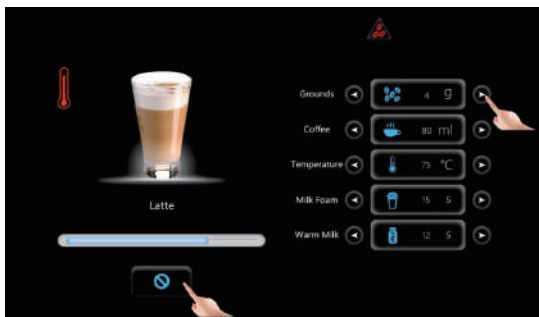 Grounds 4 g
Coffee 80 ml
Temperature 75 °C
Milk Foam 15 S
Warm Milk 12 S
Latte